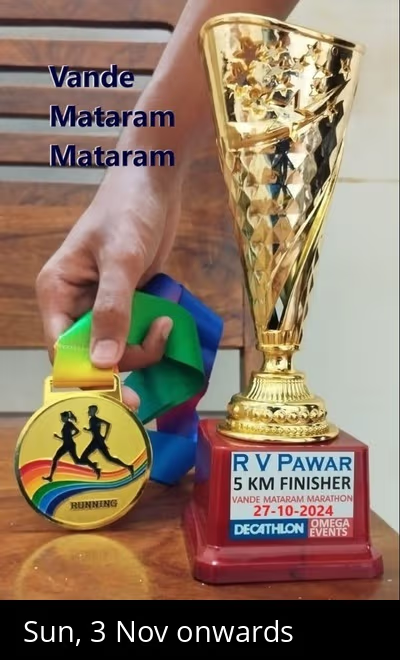 Vande
Mataram
Mataram
RUNNING
R V PAWAR
5 KM FINISHER
VANDE MATARAM MARATHON
27-10-2024
DECATHLON OMEGA
EVENTS
Sun, 3 Nov onwards